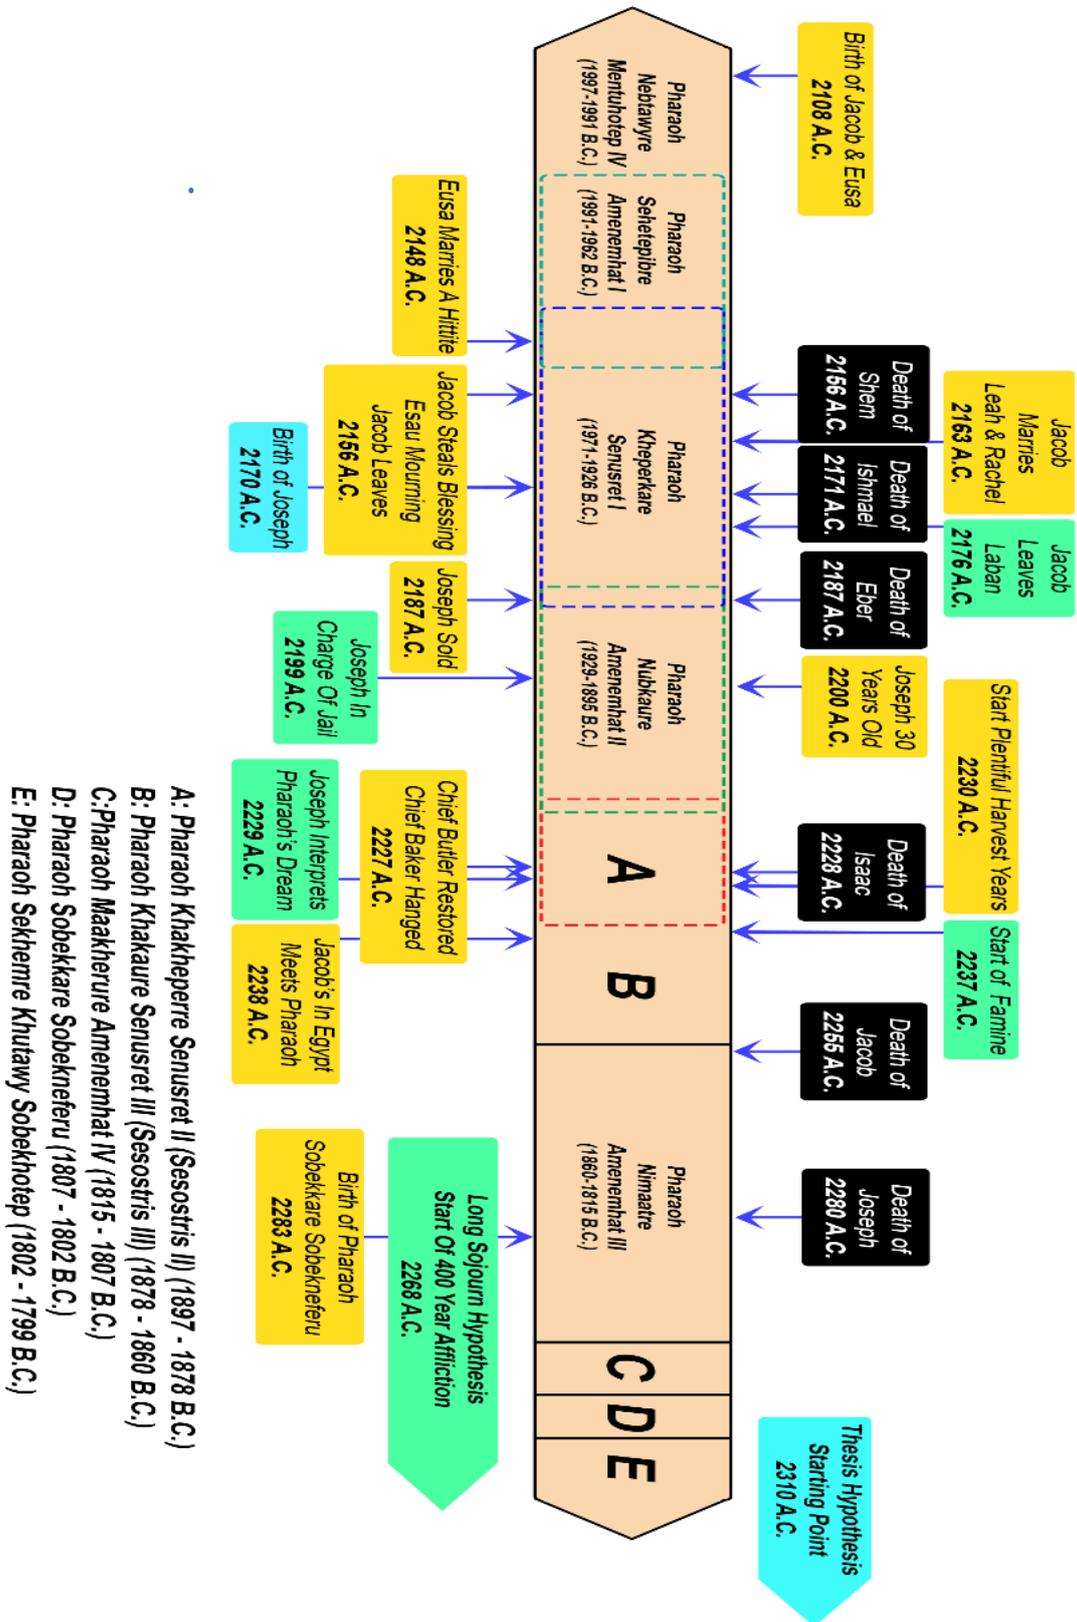 Birth of Jacob & Eusa
2108 A.C.
Jacob
Marries
Leah & Rachel
2163 A.C.
Jacob
Leaves
Laban
2176 A.C.
Start Plentiful Harvest Years
2230 A.C.
Start of Famine
2237 A.C.
Death of
Shem
2156 A.C.
Death of
Ishmael
2171 A.C.
Death of
Eber
2187 A.C.
Joseph 30
Years Old
2200 A.C.
Death of
Isaac
2228 A.C.
Death of
Jacob
2255 A.C.
Death of
Joseph
2280 A.C.
Thesis Hypothesis
Starting Point
2310 A.C.
Pharaoh
Nebtawyre
Mentuhotep IV
(1997-1991 B.C.)
Pharaoh
Sehetepibre
Amenemhat I
(1991-1962 B.C.)
Pharaoh
Kheperkare
Senusret I
(1971-1926 B.C.)
Pharaoh
Nubkaure
Amenemhat II
(1929-1895 B.C.)
A
B
Pharaoh
Nimaatre
Amenemhat III
(1860-1815 B.C.)
C
D
E
Eusa Marries A Hittite
2148 A.C.
Jacob Steals Blessing
Esau Mourning
Jacob Leaves
2156 A.C.
Birth of Joseph
2170 A.C.
Joseph Sold
2187 A.C.
Joseph In
Charge Of Jail
2199 A.C.
Chief Butler Restored
Chief Baker Hanged
2227 A.C.
Joseph Interprets
Pharaoh's Dream
2229 A.C.
Jacob's In Egypt
Meets Pharaoh
2238 A.C.
Long Sojourn Hypothesis
Start Of 400 Year Affliction
2268 A.C.
Birth of Pharaoh
Sobekkare Sobekneferu
2283 A.C.
A: Pharaoh Khakheperre Senusret II (Sesostris II) (1897 - 1878 B.C.)
B: Pharaoh Khakaure Senusret III (Sesostris III) (1878 - 1860 B.C.)
C:Pharaoh Maakherure Amenemhat IV (1815 - 1807 B.C.)
D: Pharaoh Sobekkare Sobekneferu (1807 - 1802 B.C.)
E: Pharaoh Sekhemre Khutawy Sobekhotep (1802 - 1799 B.C.)